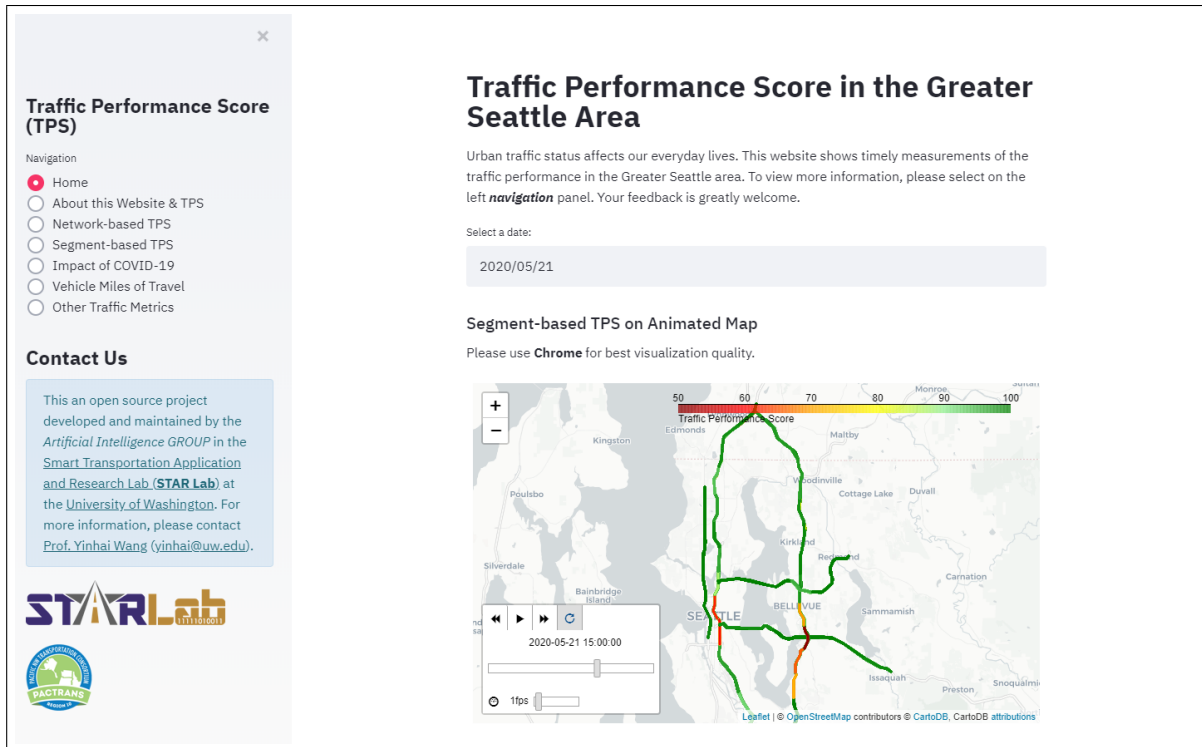 ×
Traffic Performance Score
(TPS)
Navigation
Home
About this Website & TPS
Network-based TPS
Segment-based TPS
Impact of COVID-19
Vehicle Miles of Travel
Other Traffic Metrics
Contact Us
This an open source project
developed and maintained by the
Artificial Intelligence GROUP in the
Smart Transportation Application
and Research Lab (STAR Lab) at
the University of Washington. For
more information, please contact
Prof. Yinhai Wang (yinhai@uw.edu).
STARLab
11111010011
PACIFIC NW TRANSPORTATION CONSORTIUM
PACTRANS
REGION 10
Traffic Performance Score in the Greater
Seattle Area
Urban traffic status affects our everyday lives. This website shows timely measurements of the
traffic performance in the Greater Seattle area. To view more information, please select on the
left navigation panel. Your feedback is greatly welcome.
Select a date:
2020/05/21
Segment-based TPS on Animated Map
Please use Chrome for best visualization quality.
+
−
50 60 70 80 90 100
Traffic Performance Score
Monroe
Sultan
Edmonds
Kingston
Maltby
Woodinville
Poulsbo
Cottage Lake
Duvall
Kirkland
Redmond
Silverdale
Carnation
Bainbridge
Island
SEATTLE
BELLEVUE
Sammamish
2020-05-21 15:00:00
1fps
Issaquah
Preston
Snoqualmi
Leaflet | © OpenStreetMap contributors © CartoDB, CartoDB attributions